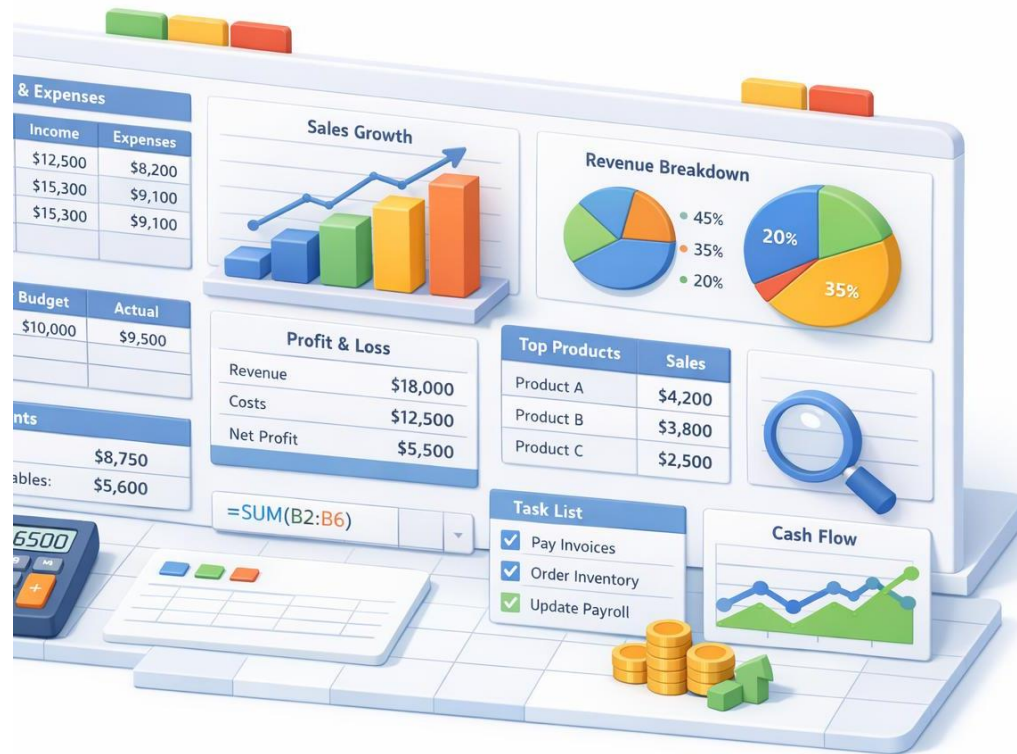 & Expenses
Income Expenses
$12,500 $8,200
$15,300 $9,100
$15,300 $9,100
Sales Growth
Revenue Breakdown
45%
35%
20%
20%
35%
Budget Actual
$10,000 $9,500
Profit & Loss
Revenue $18,000
Costs $12,500
Net Profit $5,500
Top Products Sales
Product A $4,200
Product B $3,800
Product C $2,500
nts
$8,750
ables: $5,600
=SUM(B2:B6)
Task List
Pay Invoices
Order Inventory
Update Payroll
Cash Flow
6500
+